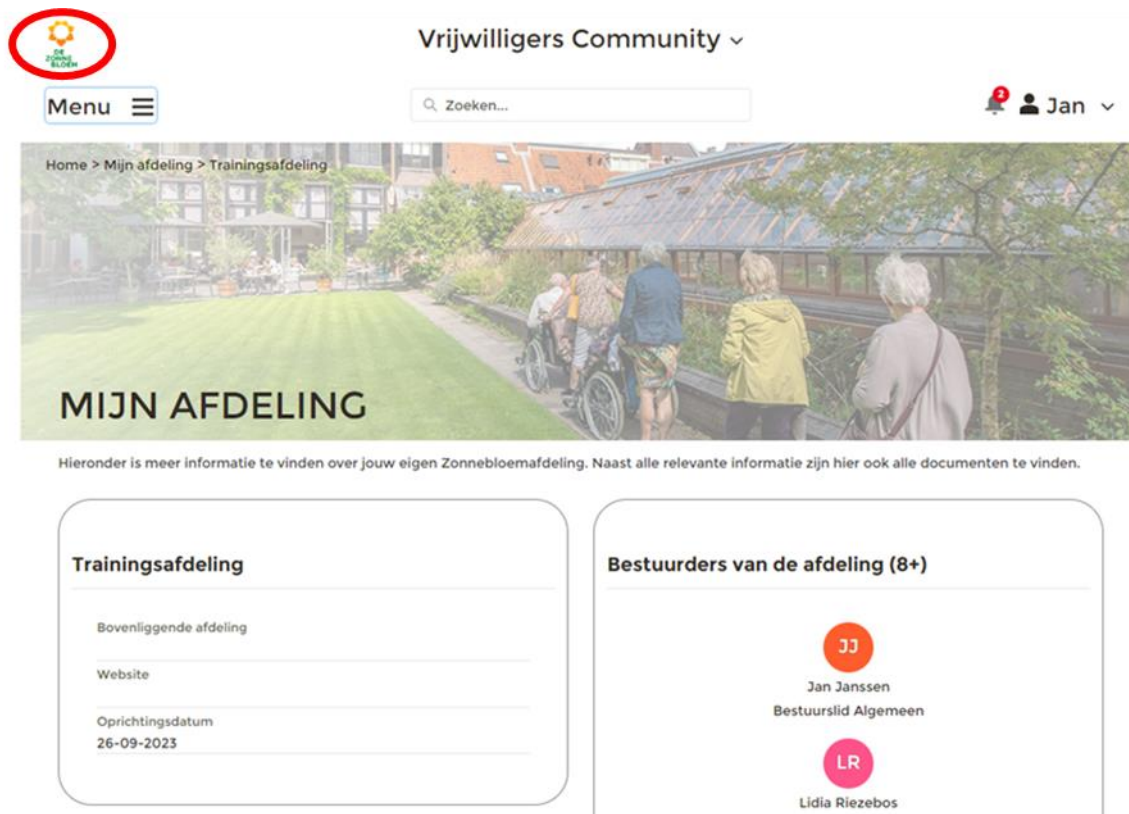 DE
ZONNE
BLOEM
Vrijwilligers Community
Menu
Zoeken...
2
Jan
Home > Mijn afdeling > Trainingsafdeling
MIJN AFDELING
Hieronder is meer informatie te vinden over jouw eigen Zonnebloemafdeling. Naast alle relevante informatie zijn hier ook alle documenten te vinden.
Trainingsafdeling
Bovenliggende afdeling
Website
Oprichtingsdatum
26-09-2023
Bestuurders van de afdeling (8+)
JJ
Jan Janssen
Bestuurslid Algemeen
LR
Lidia Riezebos